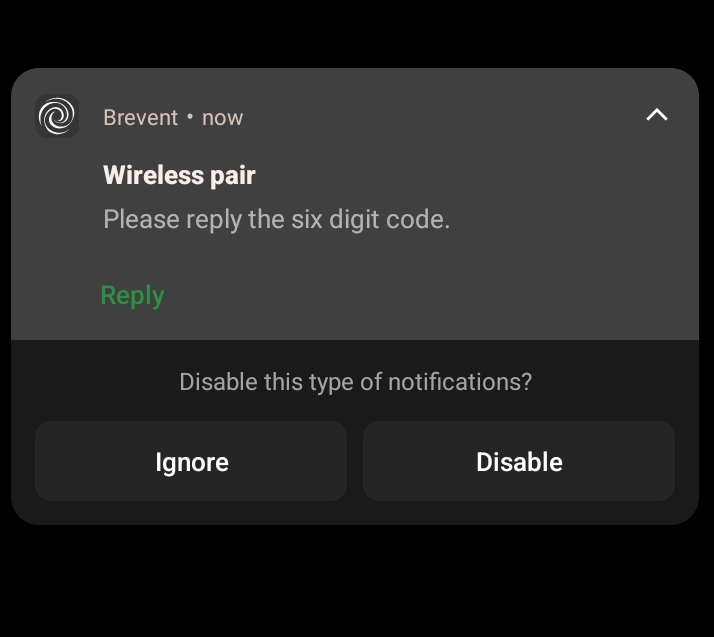 Brevent • now
Wireless pair
Please reply the six digit code.
Reply
Disable this type of notifications?
Ignore
Disable